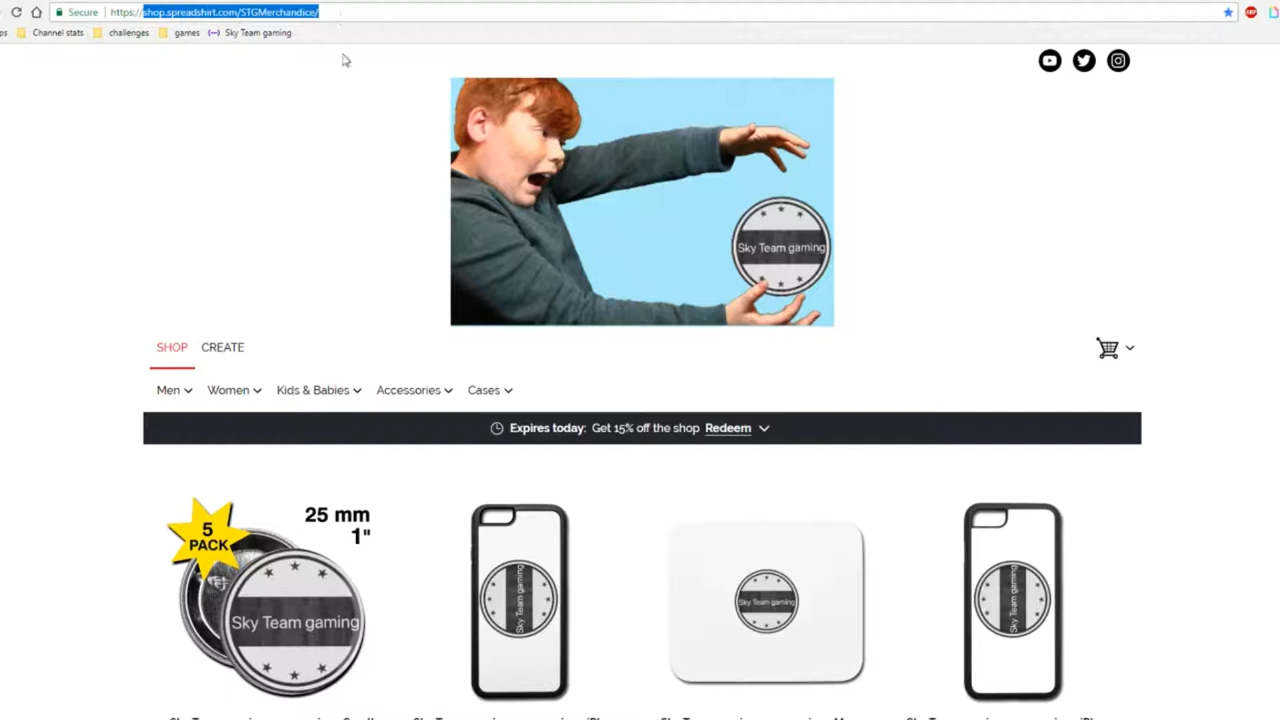 Secure https://shop.spreadshirt.com/STGMerchandice/
Channel stats challenges games Sky Team gaming
Sky Team gaming
SHOP CREATE
Men Women Kids & Babies Accessories Cases
Expires today: Get 15% off the shop Redeem
5 PACK
25 mm
1"
Sky Team gaming
Sky Team gaming
Sky Team gaming
Sky Team gaming